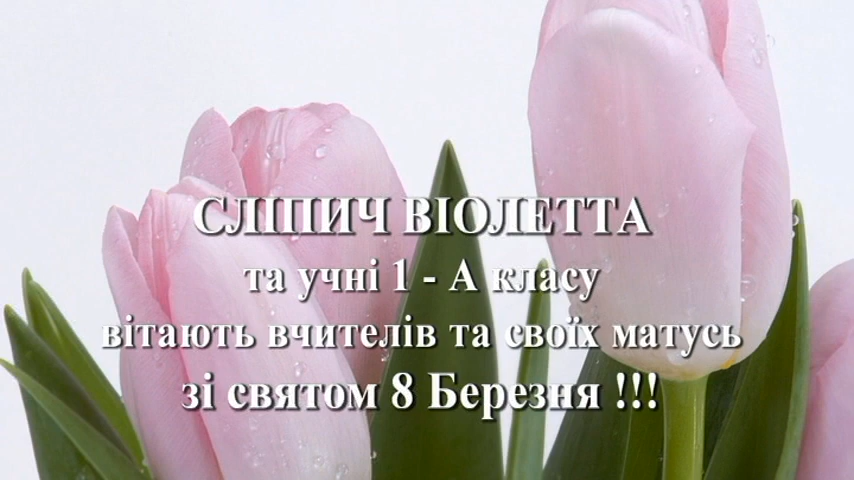 СЛІПИЧ ВІОЛЕТТА
та учні 1 - А класу
вітають вчителів та своїх матусь
зі святом 8 Березня !!!